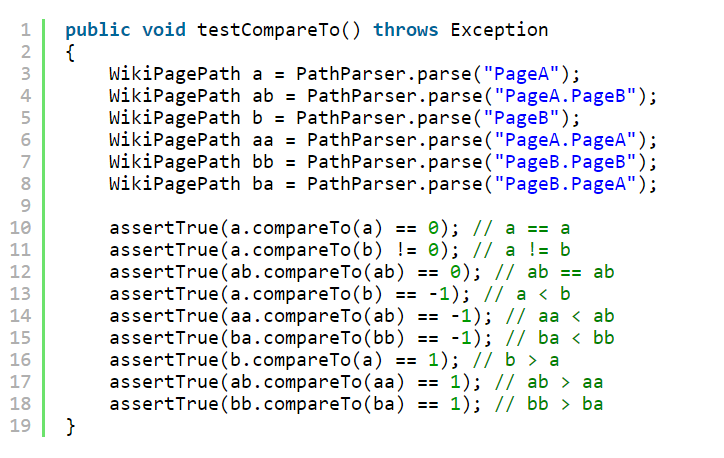 1 public void testCompareTo() throws Exception
2 {
3 WikiPagePath a = PathParser.parse("PageA");
4 WikiPagePath ab = PathParser.parse("PageA.PageB");
5 WikiPagePath b = PathParser.parse("PageB");
6 WikiPagePath aa = PathParser.parse("PageA.PageA");
7 WikiPagePath bb = PathParser.parse("PageB.PageB");
8 WikiPagePath ba = PathParser.parse("PageB.PageA");
9
10 assertTrue(a.compareTo(a) == 0); // a == a
11 assertTrue(a.compareTo(b) != 0); // a != b
12 assertTrue(ab.compareTo(ab) == 0); // ab == ab
13 assertTrue(a.compareTo(b) == -1); // a < b
14 assertTrue(aa.compareTo(ab) == -1); // aa < ab
15 assertTrue(ba.compareTo(bb) == -1); // ba < bb
16 assertTrue(b.compareTo(a) == 1); // b > a
17 assertTrue(ab.compareTo(aa) == 1); // ab > aa
18 assertTrue(bb.compareTo(ba) == 1); // bb > ba
19 }